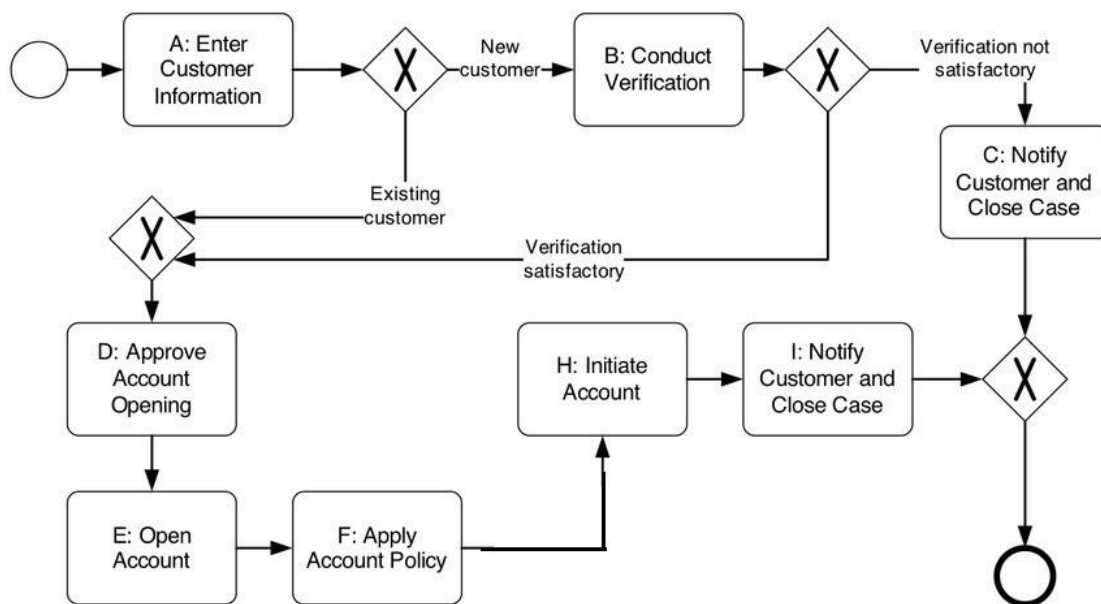 A: Enter
Customer
Information
X
New
customer
B: Conduct
Verification
X
Verification not
satisfactory
C: Notify
Customer and
Close Case
Existing
customer
X
Verification
satisfactory
D: Approve
Account
Opening
H: Initiate
Account
I: Notify
Customer and
Close Case
X
E: Open
Account
F: Apply
Account Policy